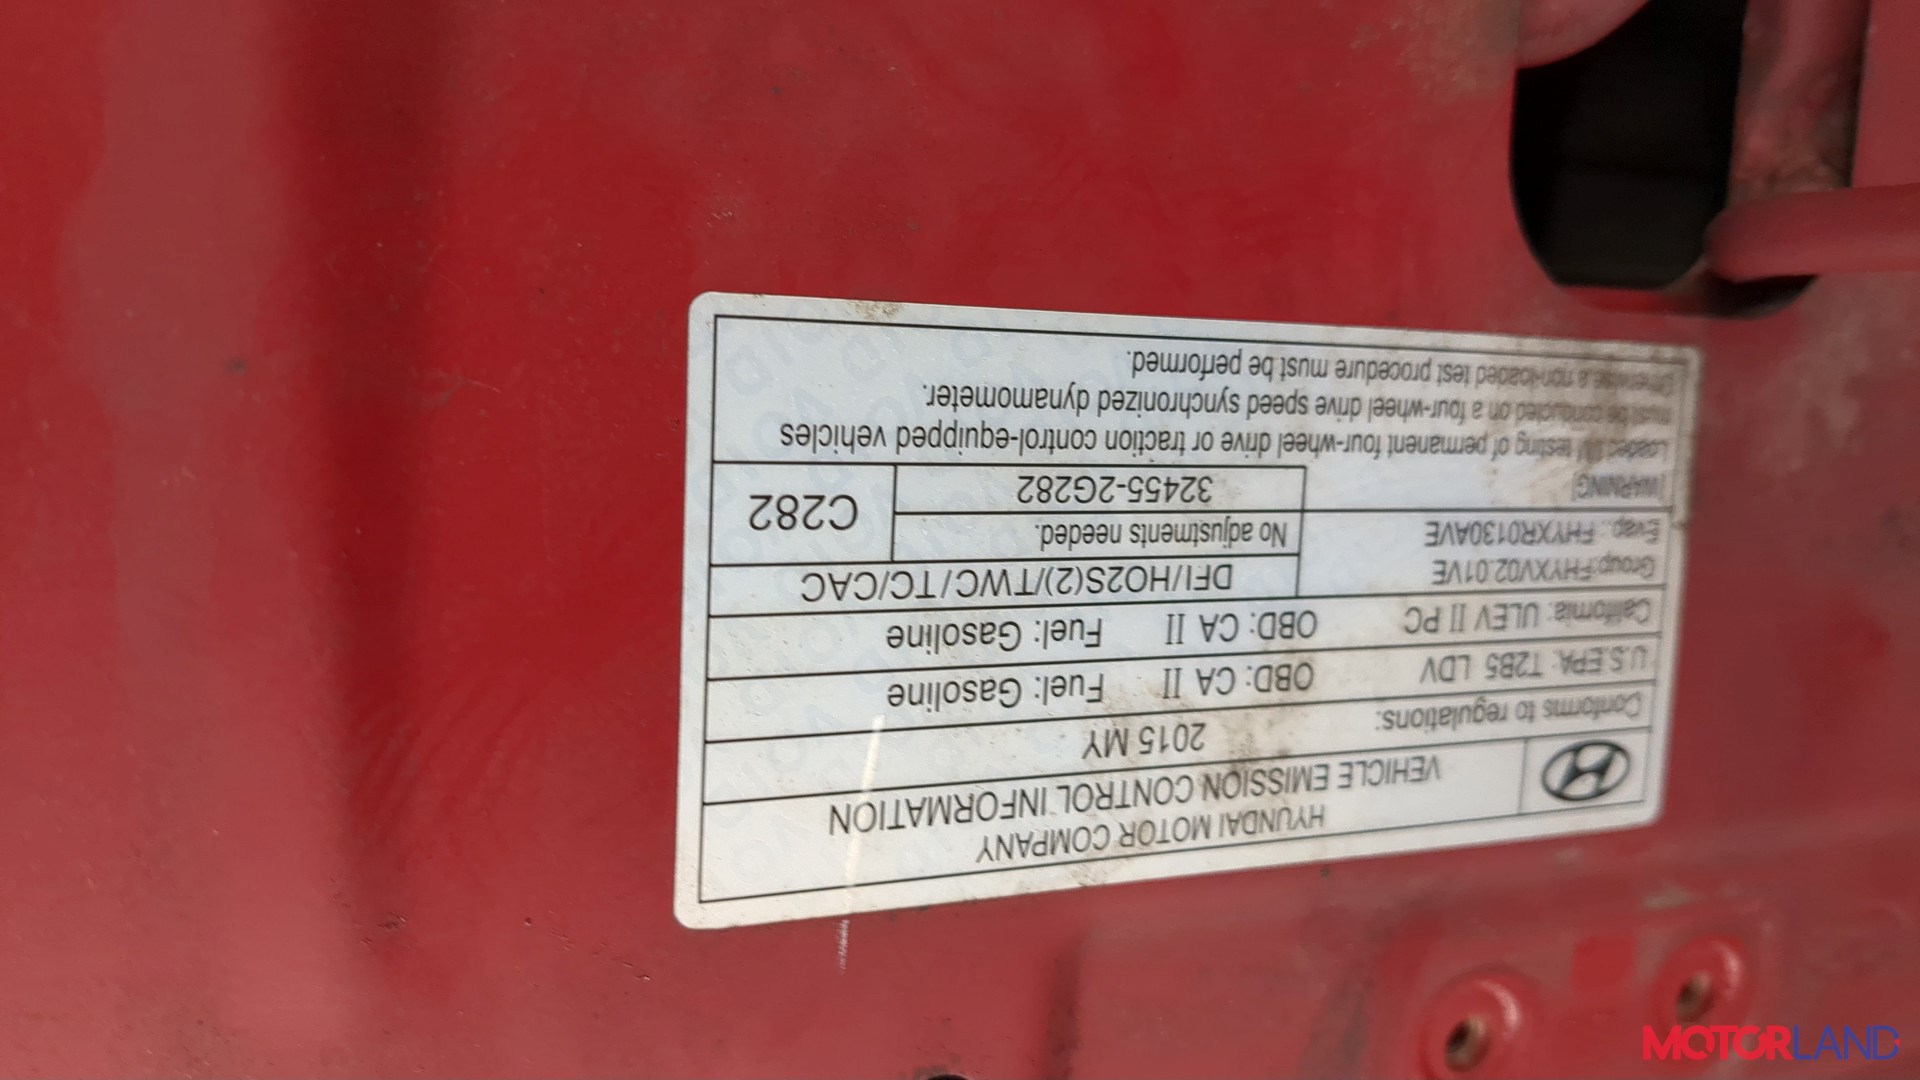 HYUNDAI MOTOR COMPANY
VEHICLE EMISSION CONTROL INFORMATION
Conforms to regulations: 2015 MY
U.S.EPA: T2B5 LDV OBD: CA II Fuel: Gasoline
California: ULEV II PC OBD: CA II Fuel: Gasoline
Group:FHYXV02.01VE DFI/HO2S(2)/TWC/TC/CAC
Evap.: FHYXR0130AVE No adjustments needed.
[WARNING] 32455-2G282 C282
Loaded I/M testing of permanent four-wheel drive or traction control-equipped vehicles
must be conducted on a four-wheel drive speed synchronized dynamometer.
Otherwise a non-loaded test procedure must be performed.
MOTORLAND